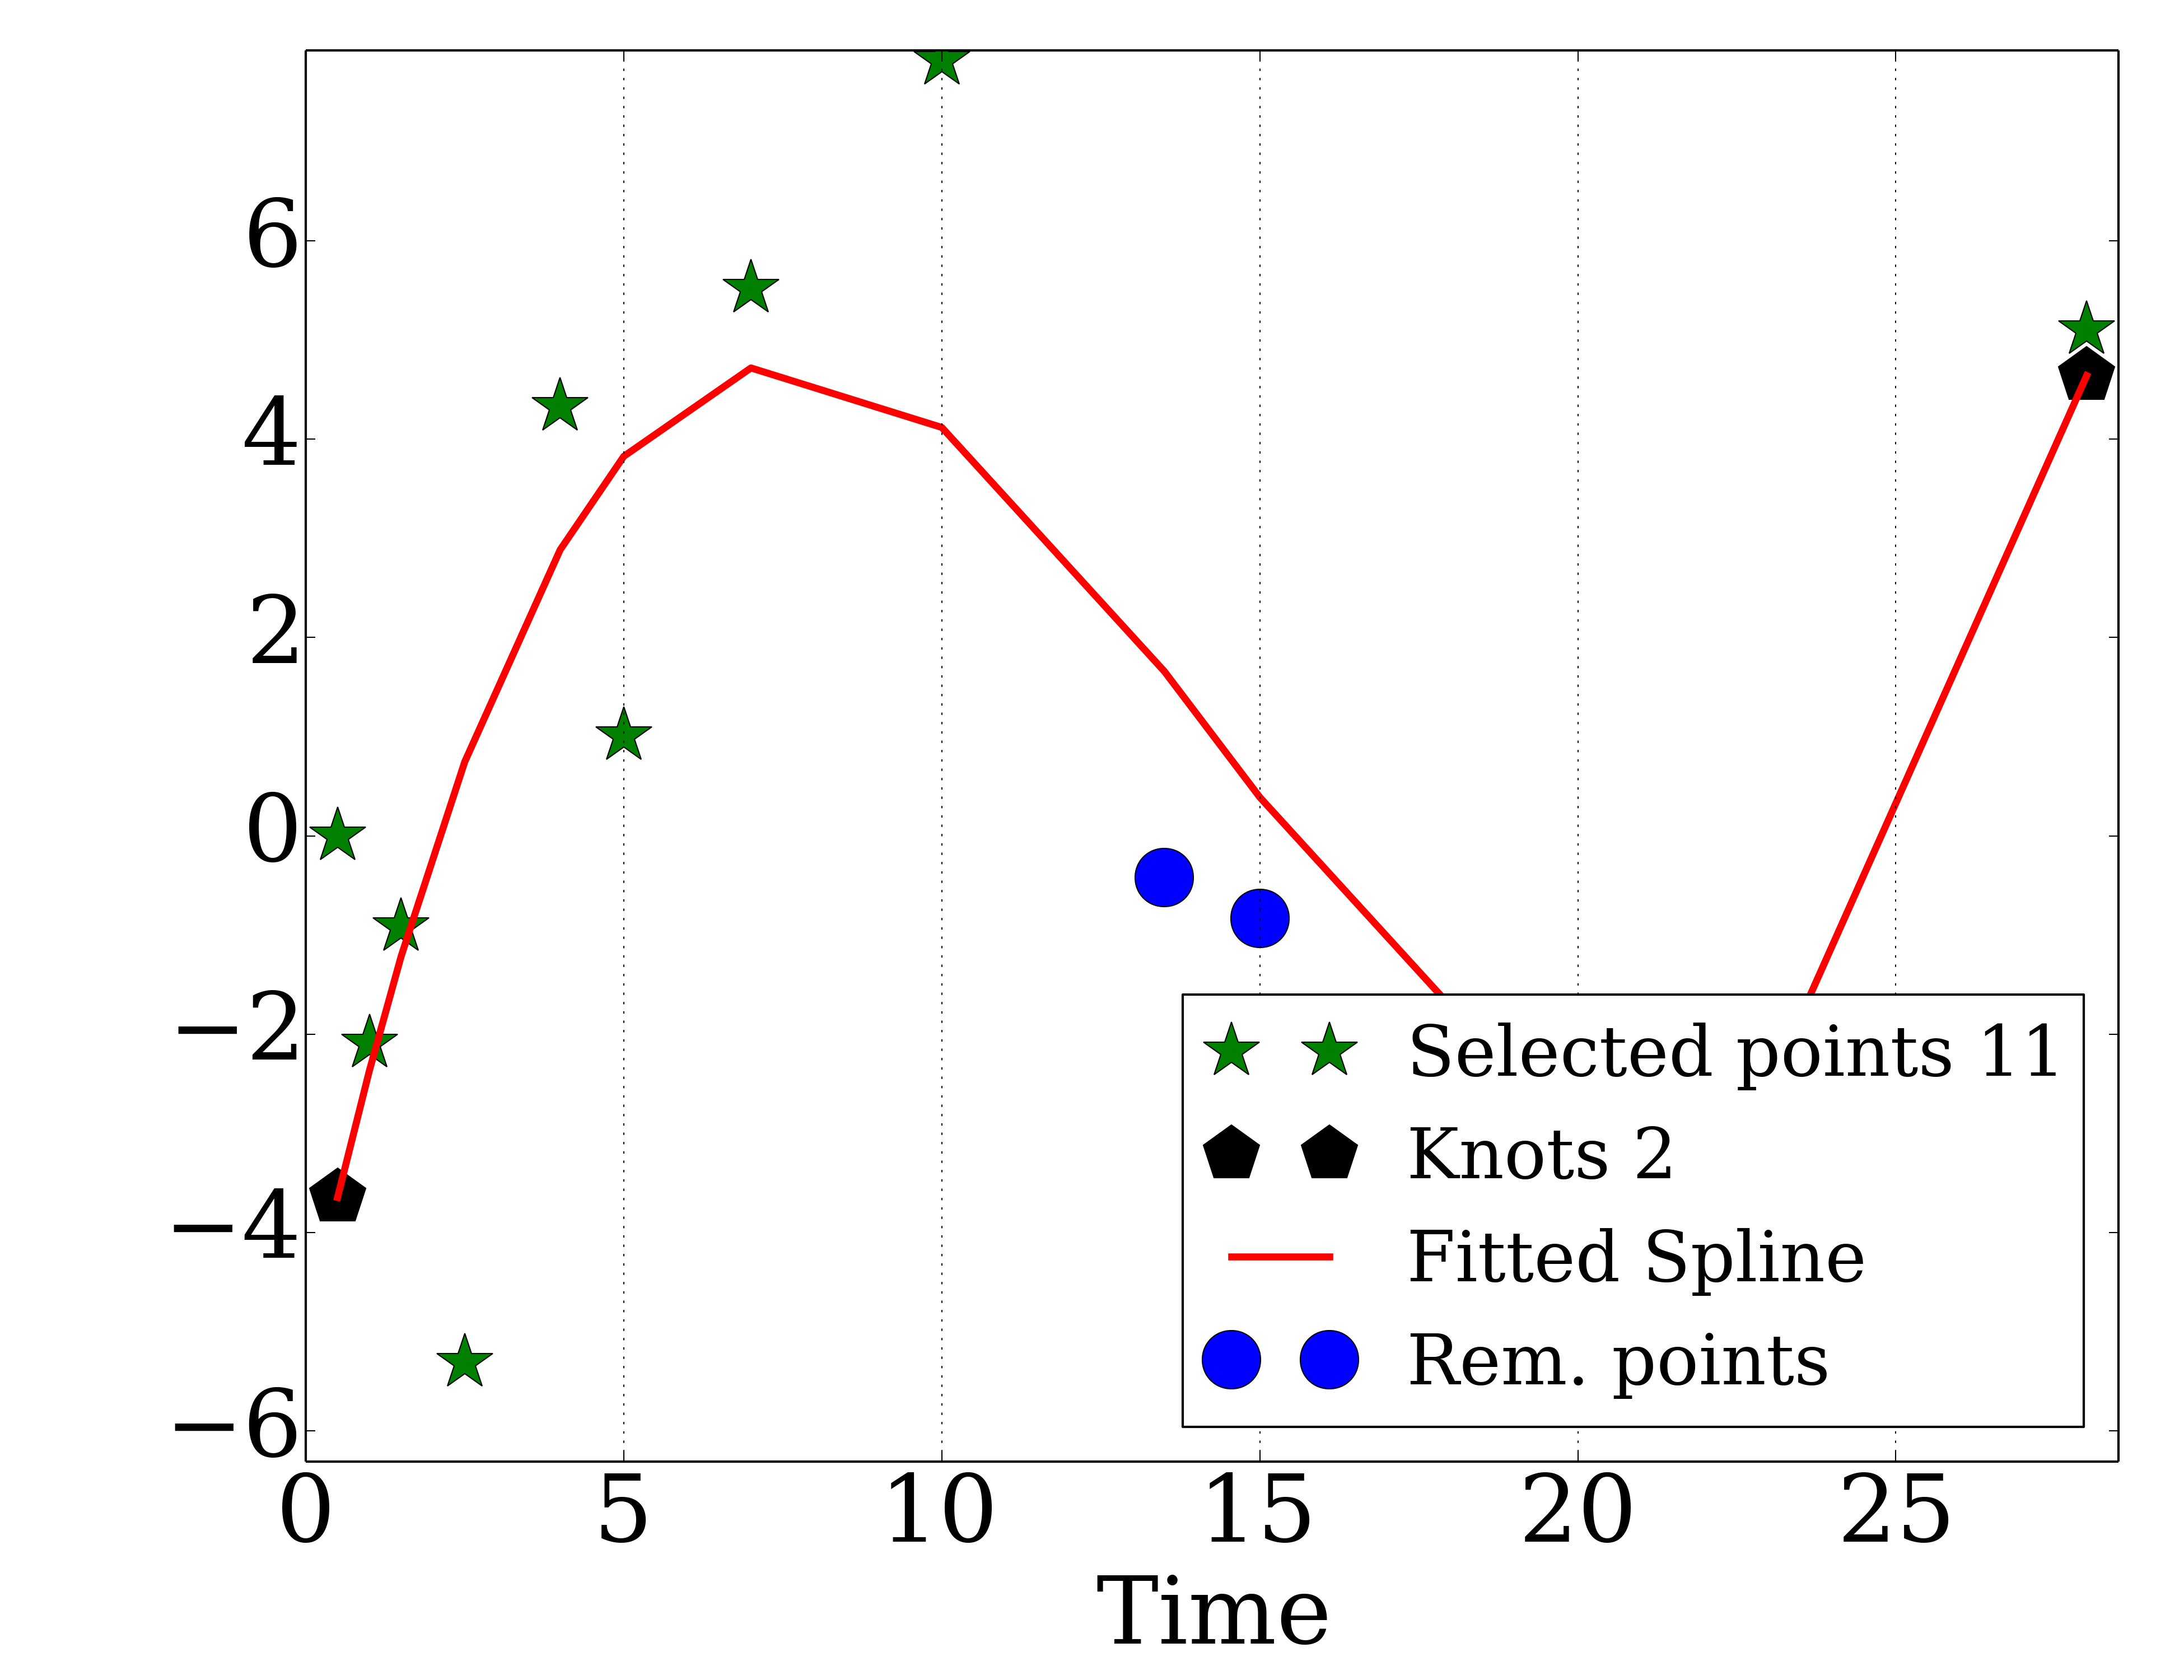 6
4
2
0
−2
−4
−6
Selected points 11
Knots 2
Fitted Spline
Rem. points
0 5 10 15 20 25
Time